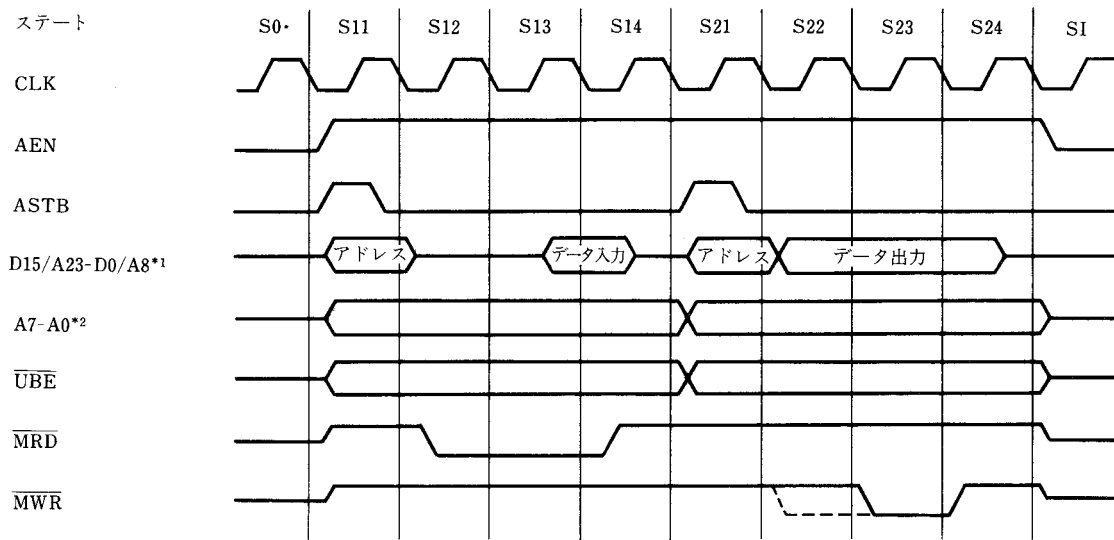 ステート S0· S11 S12 S13 S14 S21 S22 S23 S24 SI
CLK
AEN
ASTB
D15/A23-D0/A8*1 アドレス データ入力 アドレス データ出力
A7-A0*2
UBE
MRD
MWR